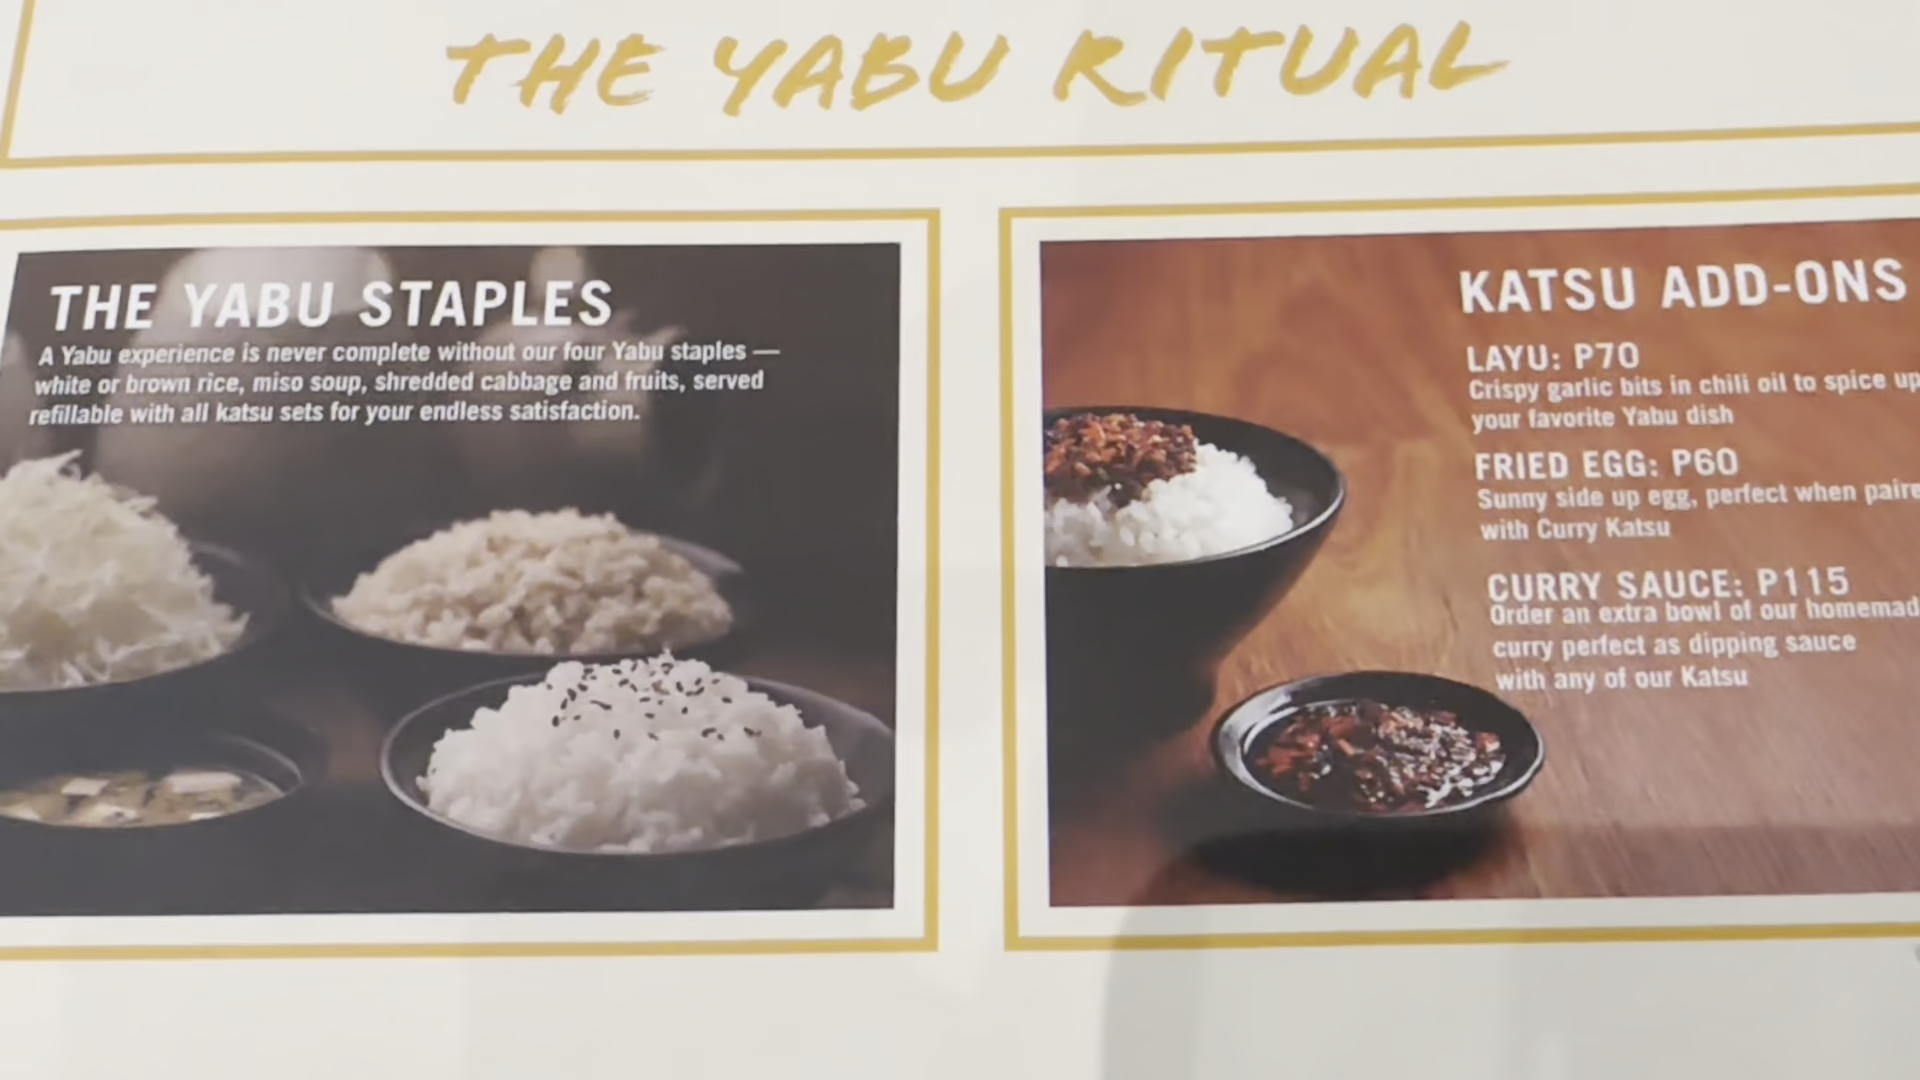 THE YABU RITUAL
THE YABU STAPLES
A Yabu experience is never complete without our four Yabu staples —
white or brown rice, miso soup, shredded cabbage and fruits, served
refillable with all katsu sets for your endless satisfaction.
KATSU ADD-ONS
LAYU: P70
Crispy garlic bits in chili oil to spice up
your favorite Yabu dish
FRIED EGG: P60
Sunny side up egg, perfect when paire
with Curry Katsu
CURRY SAUCE: P115
Order an extra bowl of our homemad
curry perfect as dipping sauce
with any of our Katsu